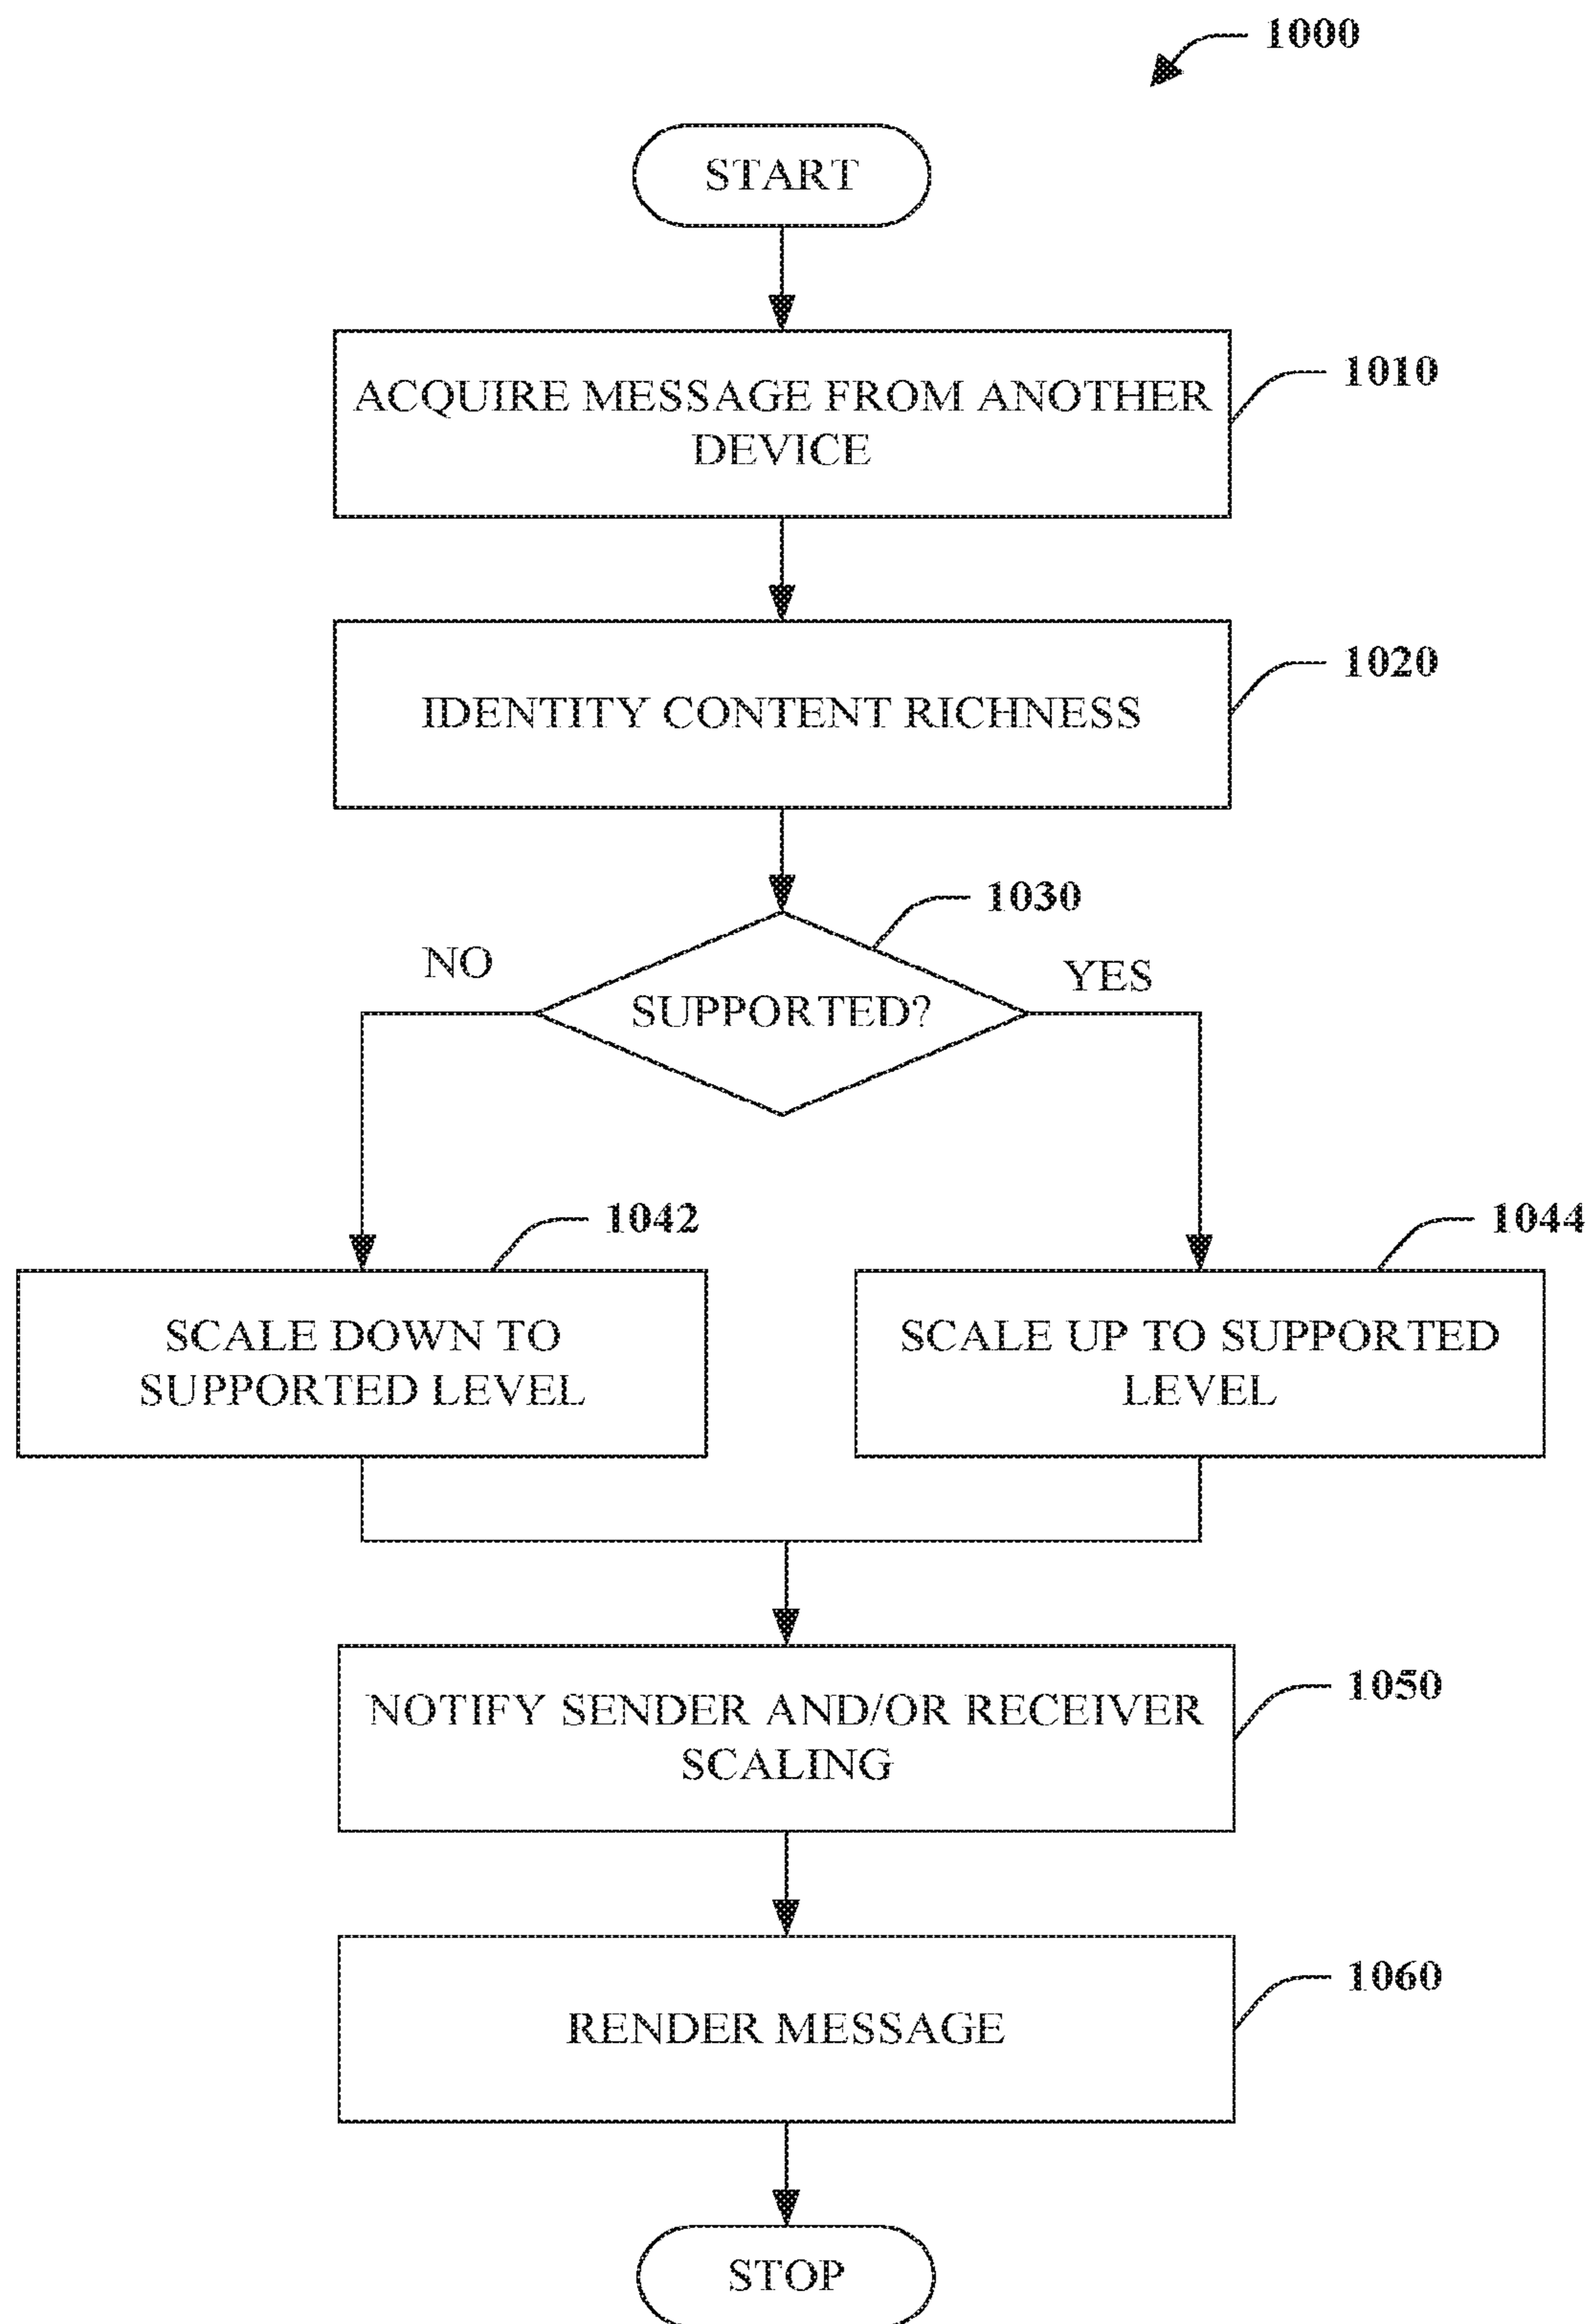 1000
START
ACQUIRE MESSAGE FROM ANOTHER
DEVICE
1010
IDENTITY CONTENT RICHNESS
1020
1030
NO
SUPPORTED?
YES
1042
1044
SCALE DOWN TO
SUPPORTED LEVEL
SCALE UP TO SUPPORTED
LEVEL
NOTIFY SENDER AND/OR RECEIVER
SCALING
1050
RENDER MESSAGE
1060
STOP